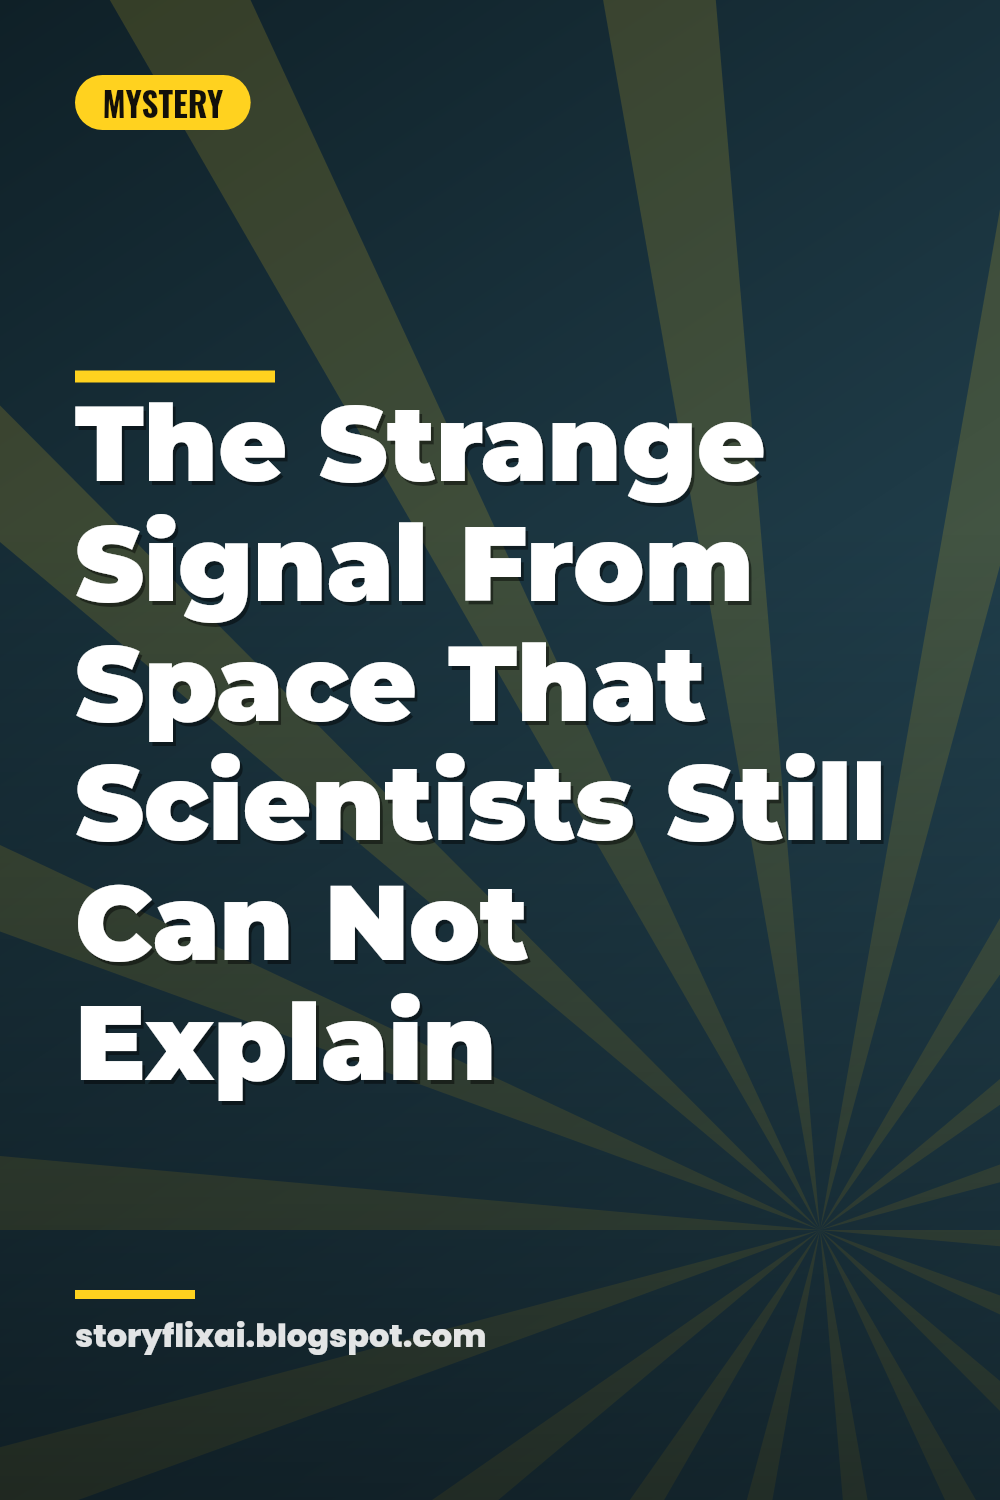 MYSTERY
The Strange
Signal From
Space That
Scientists Still
Can Not
Explain
storyflixai.blogspot.com